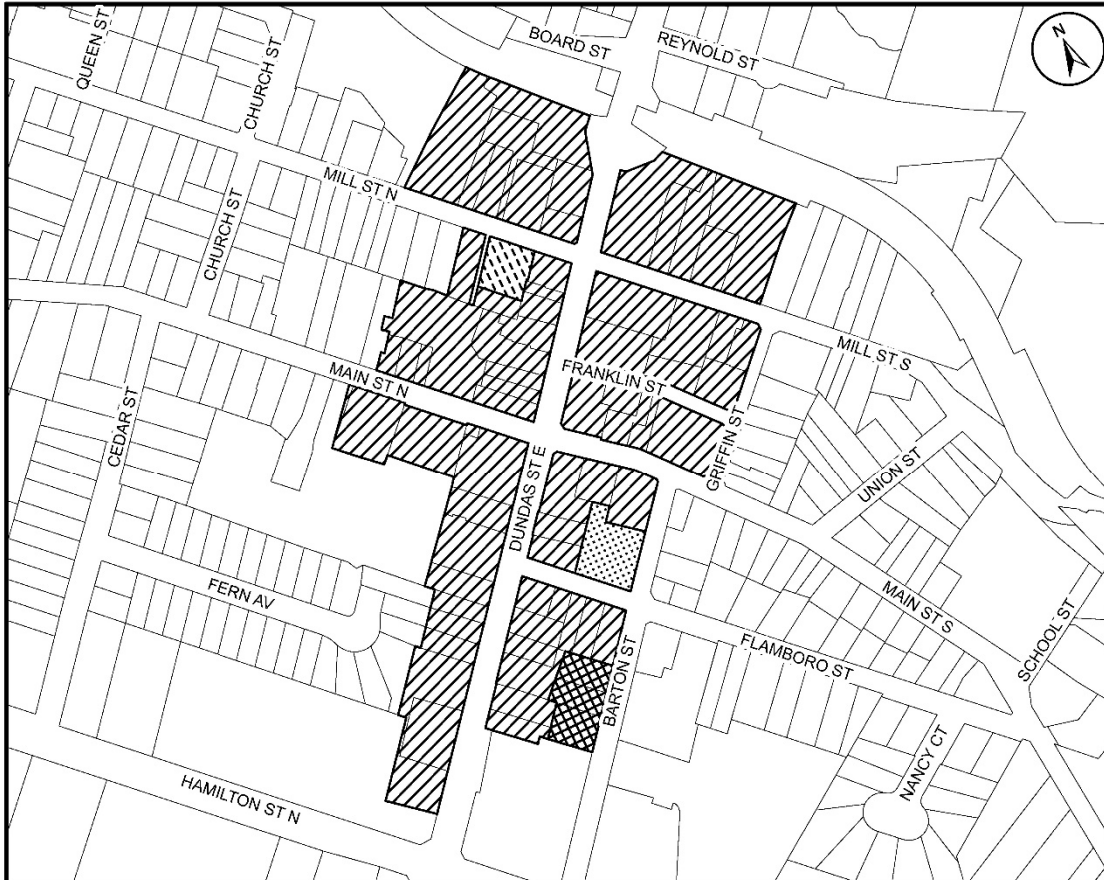 BOARD ST
REYNOLD ST
N
QUEEN ST
CHURCH ST
MILL ST N
CHURCH ST
MILL ST S
FRANKLIN ST
MAIN ST N
CEDAR ST
GRIFFIN ST
UNION ST
DUNDAS ST E
FERN AV
MAIN ST S
SCHOOL ST
FLAMBORO ST
BARTON ST
NANCY CT
HAMILTON ST N